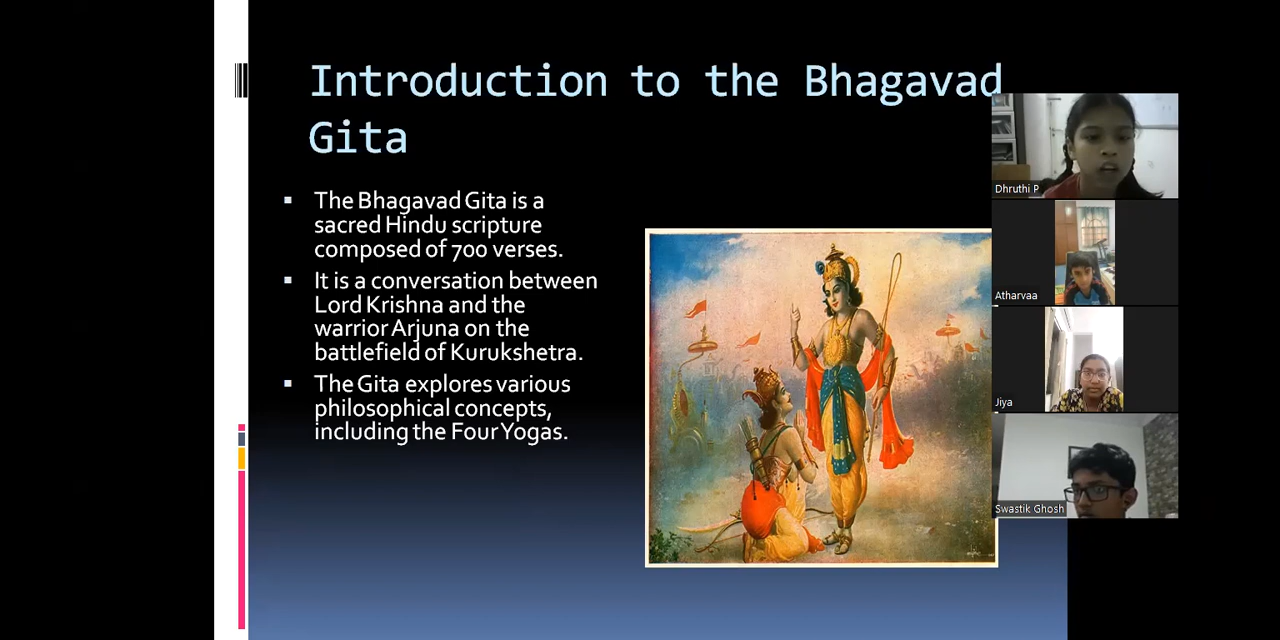 Introduction to the Bhagavad
Gita
▪ The Bhagavad Gita is a
sacred Hindu scripture
composed of 700 verses.
▪ It is a conversation between
Lord Krishna and the
warrior Arjuna on the
battlefield of Kurukshetra.
▪ The Gita explores various
philosophical concepts,
including the Four Yogas.
Dhruthi P
Atharvaa
Jiya
Swastik Ghosh